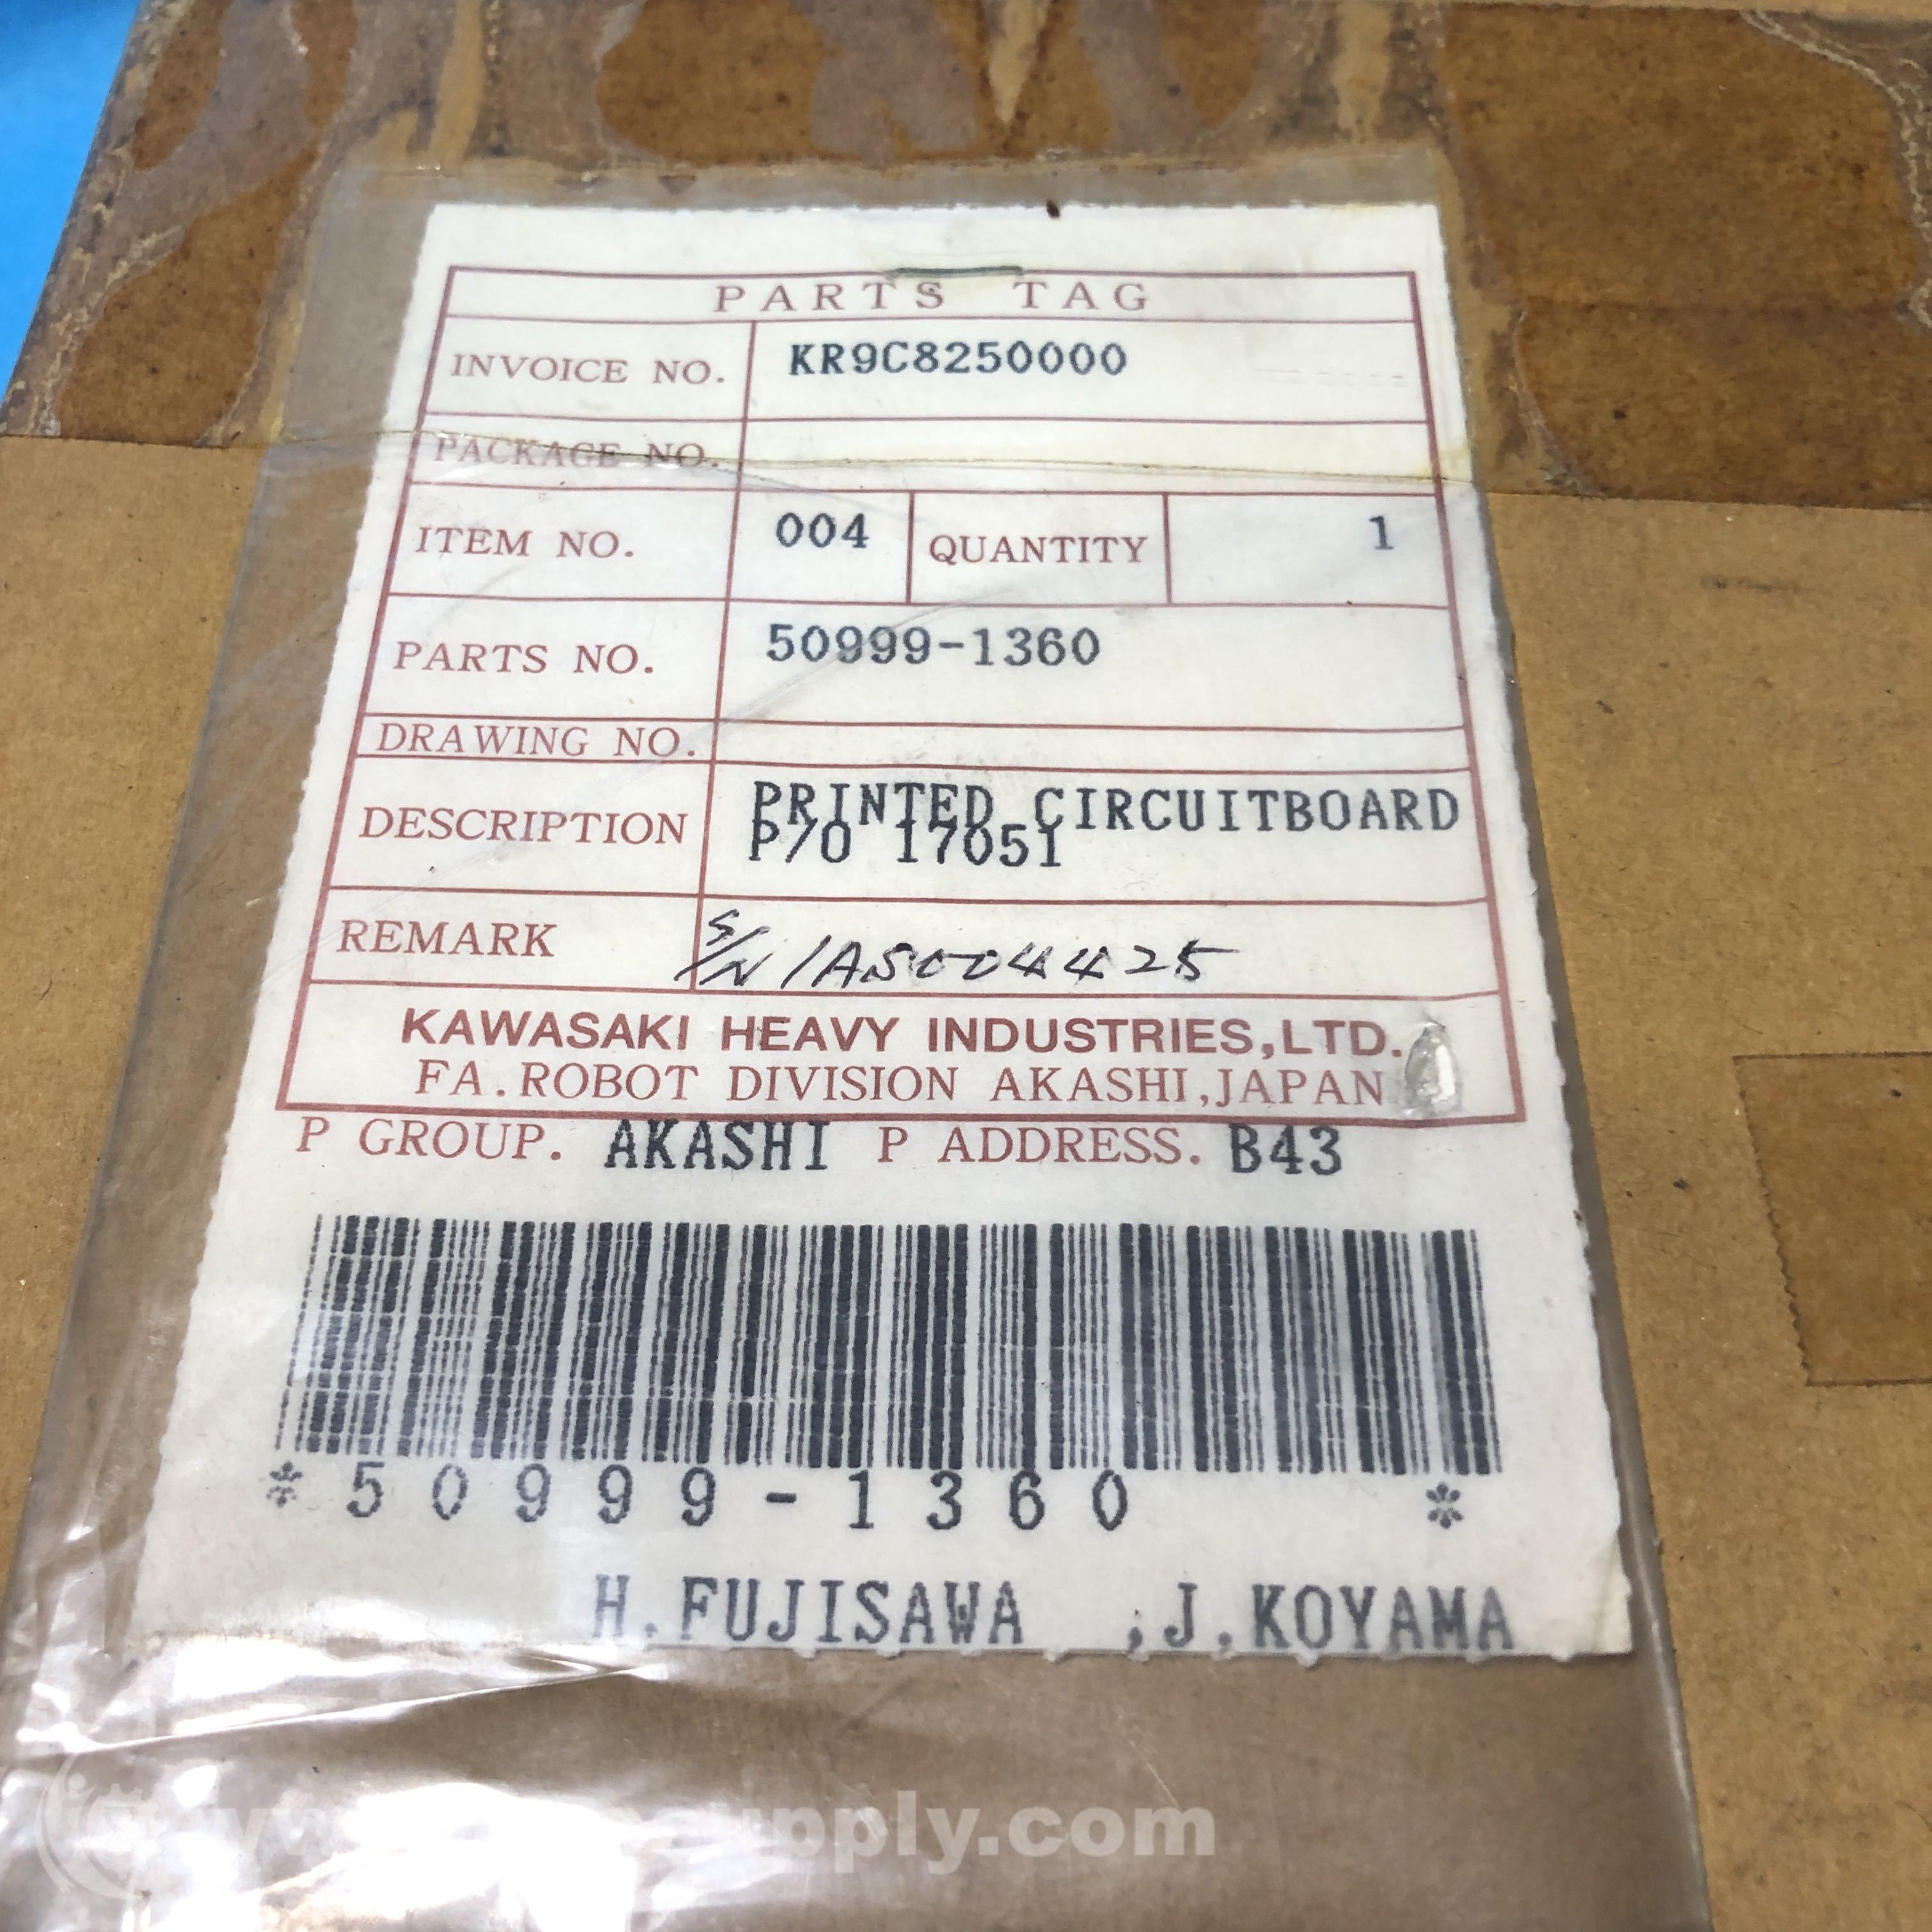 PARTS TAG
INVOICE NO. KR9C8250000
PACKAGE NO.
ITEM NO. 004 QUANTITY 1
PARTS NO. 50999-1360
DRAWING NO.
DESCRIPTION PRINTED CIRCUITBOARD
P/O 17051
REMARK S/N 1AS004425
KAWASAKI HEAVY INDUSTRIES,LTD.
FA.ROBOT DIVISION AKASHI,JAPAN
P GROUP. AKASHI P ADDRESS. B43
*50999-1360 *
H.FUJISAWA ,J.KOYAMA